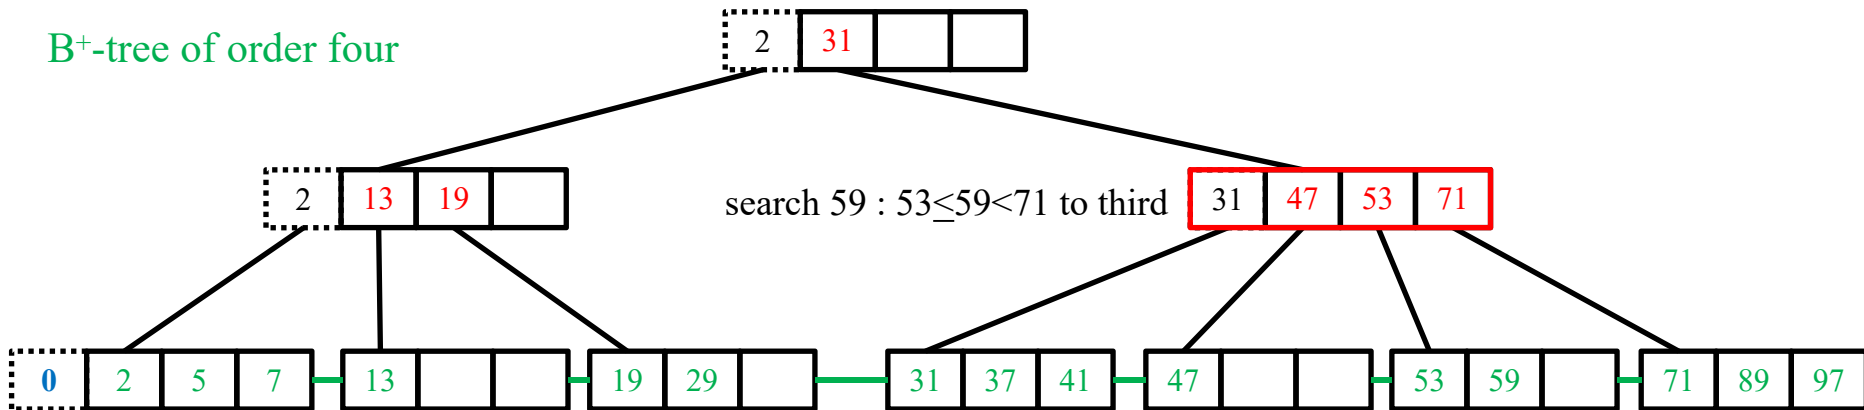 B+-tree of order four
2 31
2 13 19
search 59 : 53≤59<71 to third
31 47 53 71
0 2 5 7 13 19 29 31 37 41 47 53 59 71 89 97